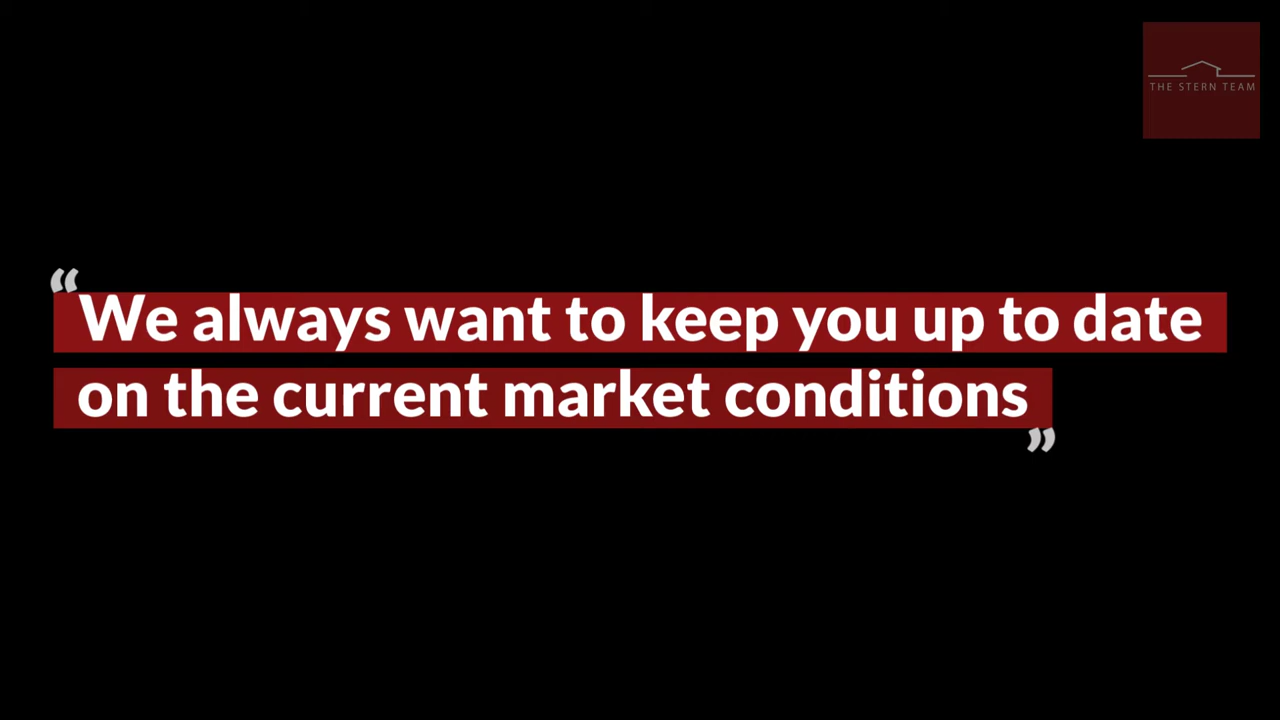 THE STERN TEAM
“We always want to keep you up to date
on the current market conditions”